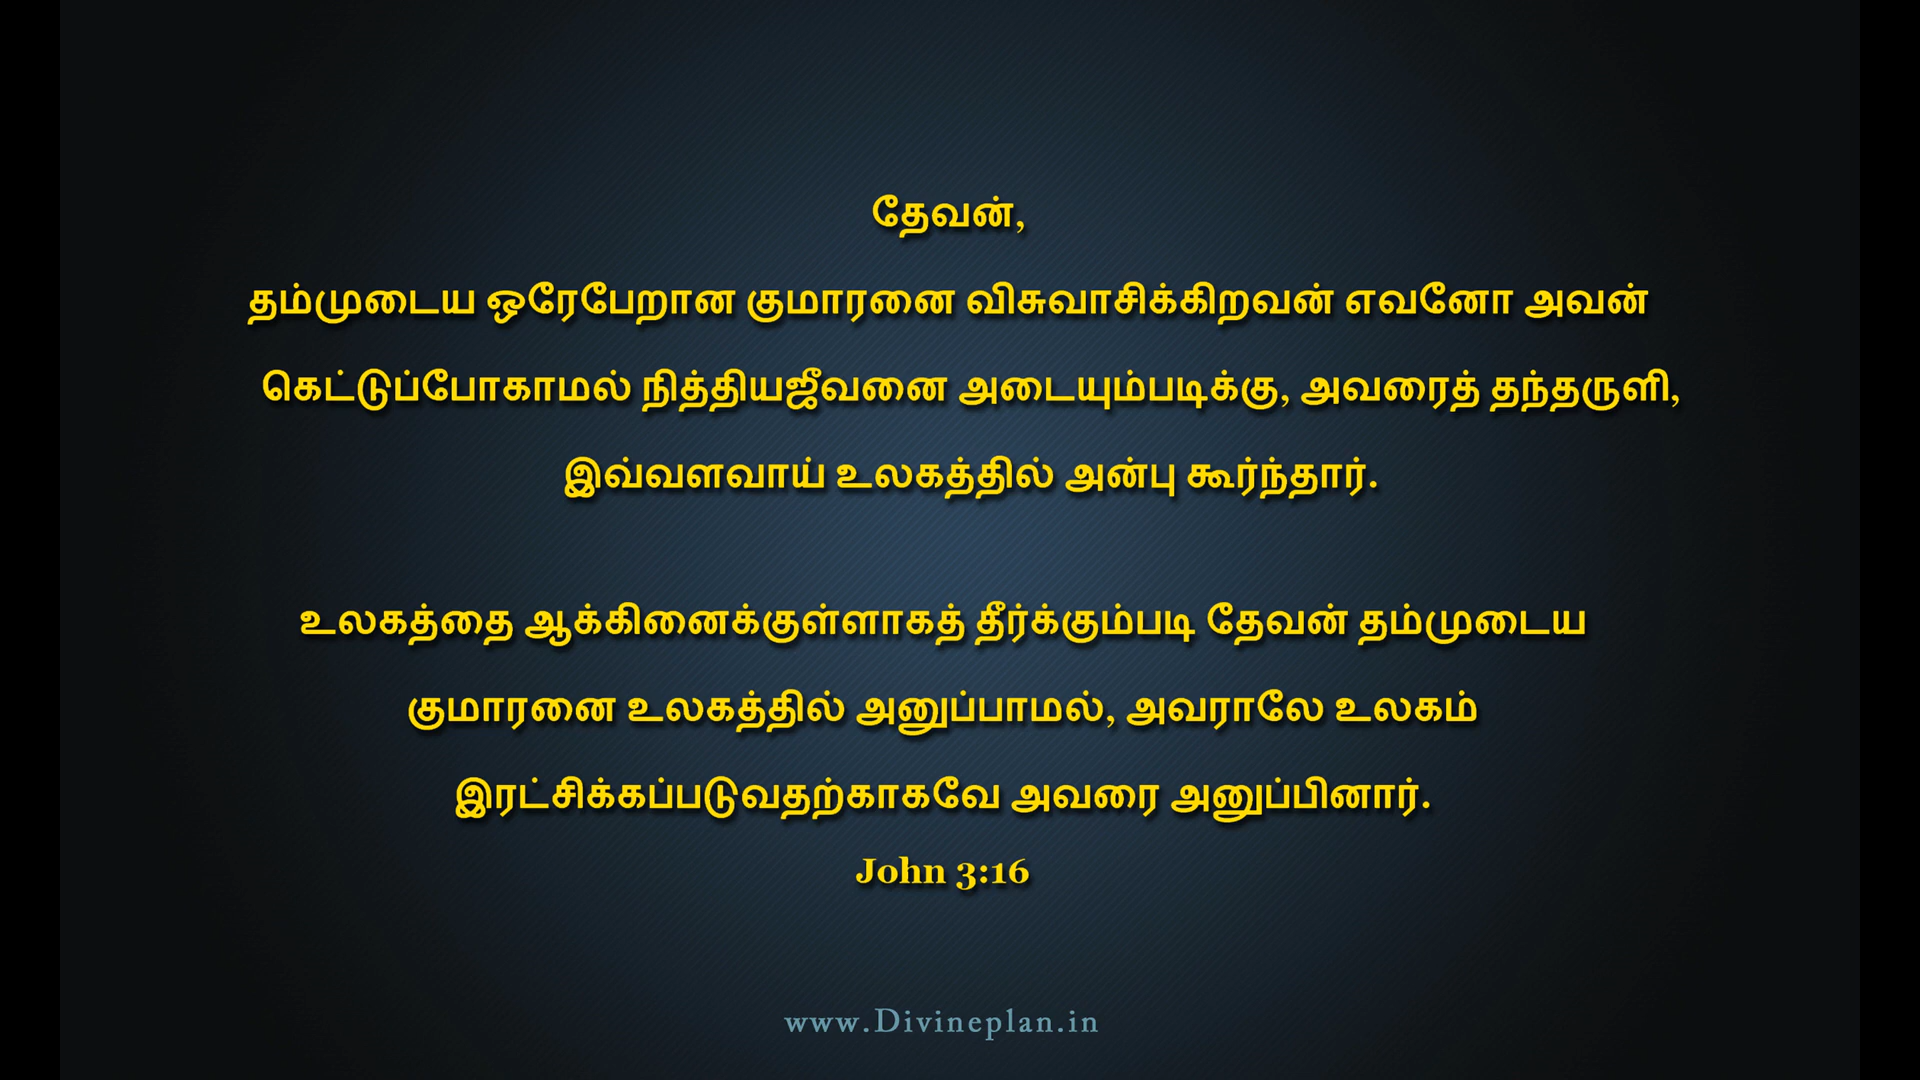 தேவன்,
தம்முடைய ஒரேபேறான குமாரனை விசுவாசிக்கிறவன் எவனோ அவன்
கெட்டுப்போகாமல் நித்தியஜீவனை அடையும்படிக்கு, அவரைத் தந்தருளி,
இவ்வளவாய் உலகத்தில் அன்பு கூர்ந்தார்.
உலகத்தை ஆக்கினைக்குள்ளாகத் தீர்க்கும்படி தேவன் தம்முடைய
குமாரனை உலகத்தில் அனுப்பாமல், அவராலே உலகம்
இரட்சிக்கப்படுவதற்காகவே அவரை அனுப்பினார்.
John 3:16
www.Divineplan.in